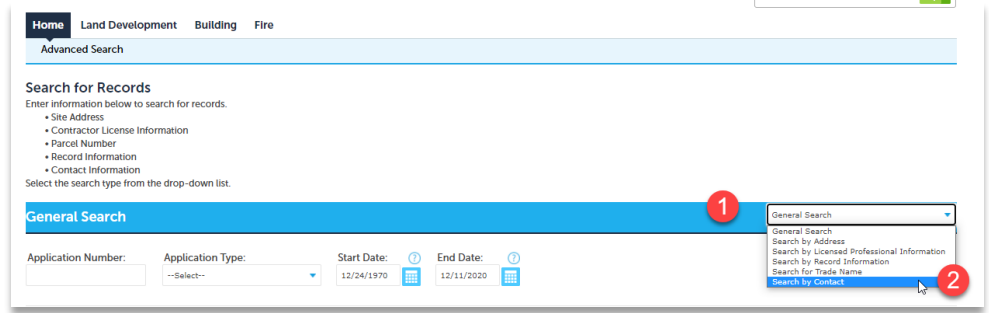 Home Land Development Building Fire
Advanced Search
Search for Records
Enter information below to search for records.
• Site Address
• Contractor License Information
• Parcel Number
• Record Information
• Contact Information
Select the search type from the drop-down list.
General Search
1
General Search
General Search
Search by Address
Search by Licensed Professional Information
Search by Record Information
Search for Trade Name
Search by Contact
2
Application Number: Application Type: Start Date: ? End Date: ?
--Select-- 12/24/1970 12/11/2020